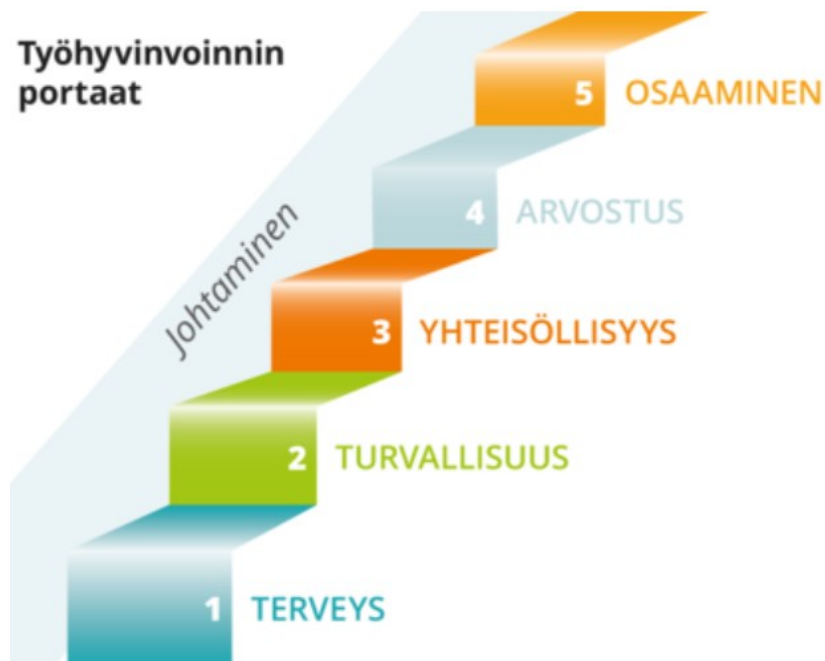 Työhyvinvoinnin
portaat
5 OSAAMINEN
4 ARVOSTUS
Johtaminen
3 YHTEISÖLLISYYS
2 TURVALLISUUS
1 TERVEYS